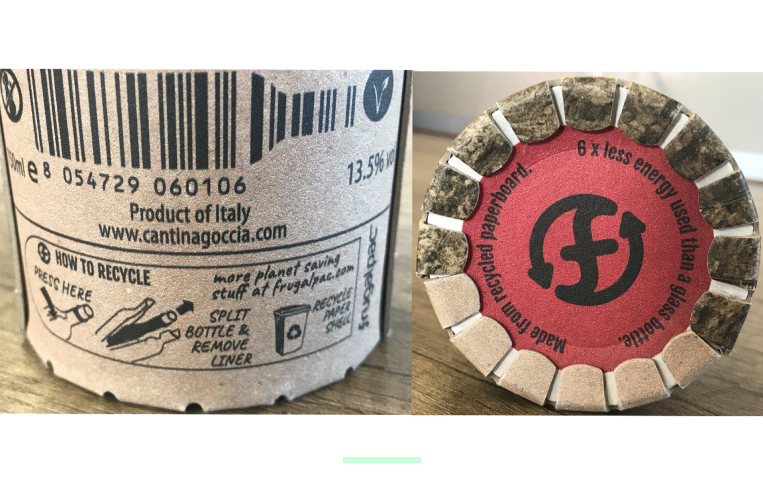 ml e 8 054729 060106
13.5% vo
Product of Italy
www.cantinagoccia.com
HOW TO RECYCLE
PRESS HERE
more planet saving
stuff at frugalpac.com
SPLIT
BOTTLE &
REMOVE
LINER
RECYCLE
PAPER
SHELL
frugalpac
6 x less energy used than a glass bottle.
Made from recycled paperboard.